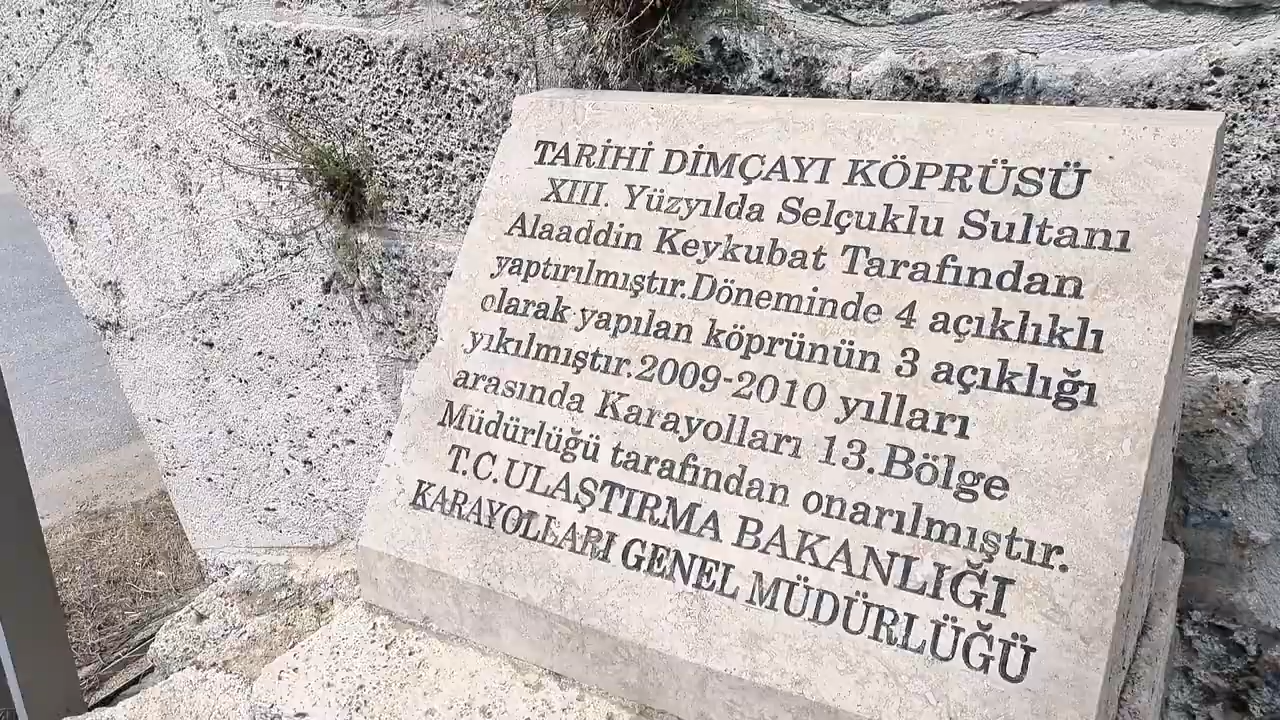 TARİHİ DİMÇAYI KÖPRÜSÜ
XIII. Yüzyılda Selçuklu Sultanı
Alaaddin Keykubat Tarafından
yaptırılmıştır.Döneminde 4 açıklıklı
olarak yapılan köprünün 3 açıklığı
yıkılmıştır.2009-2010 yılları
arasında Karayolları 13.Bölge
Müdürlüğü tarafından onarılmıştır.
T.C.ULAŞTIRMA BAKANLIĞI
KARAYOLLARI GENEL MÜDÜRLÜĞÜ